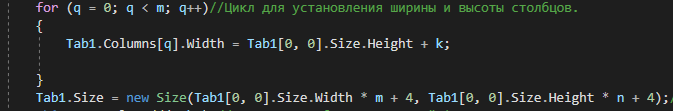 for (q = 0; q < m; q++)//Цикл для установления ширины и высоты столбцов.
{
Tab1.Columns[q].Width = Tab1[0, 0].Size.Height + k;
}
Tab1.Size = new Size(Tab1[0, 0].Size.Width * m + 4, Tab1[0, 0].Size.Height * n + 4);/